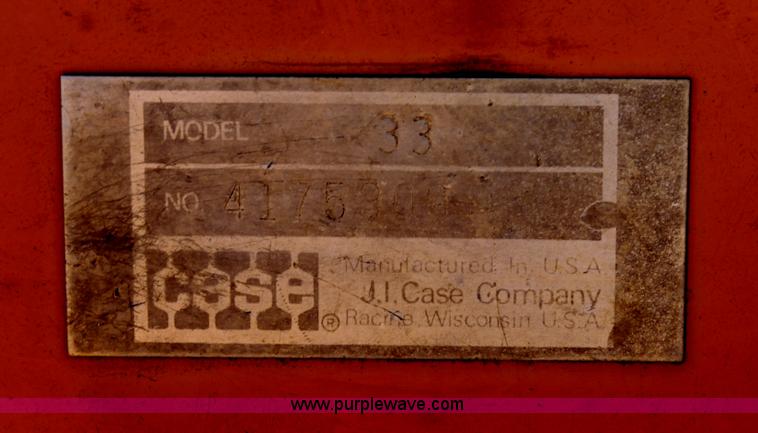 MODEL 33
NO
case ®
Manufactured In U.S.A.
J.I. Case Company
Racine, Wisconsin U.S.A.
www.purplewave.com